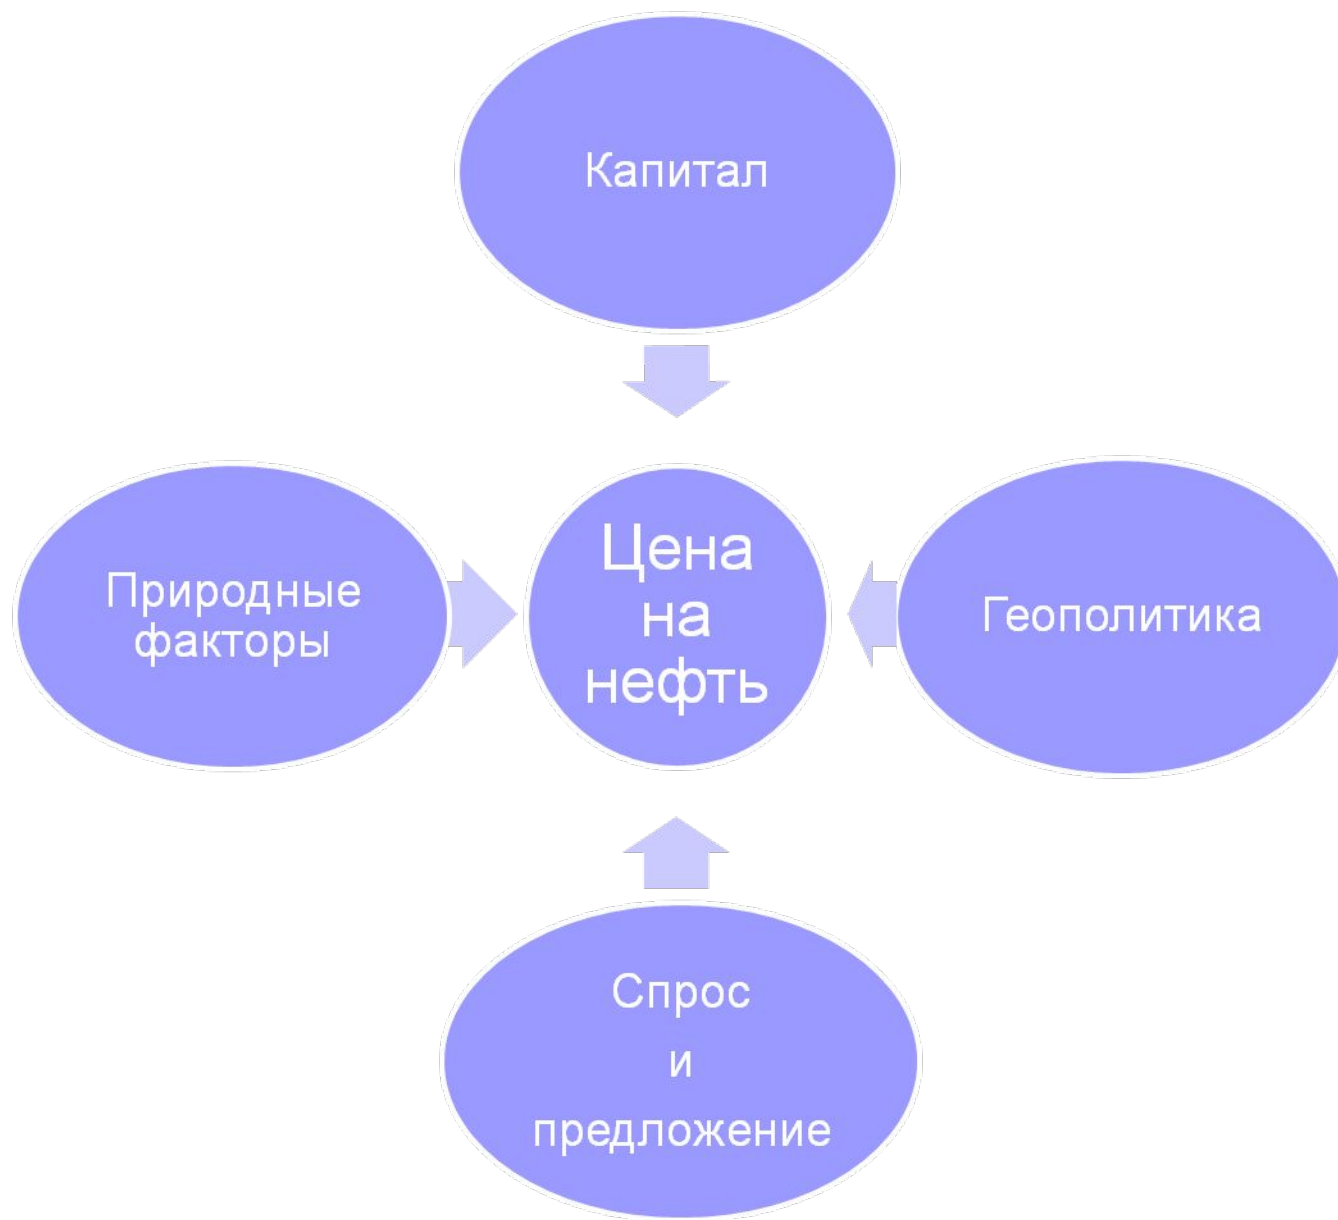 Капитал
Природные
факторы
Цена
на
нефть
Геополитика
Спрос
и
предложение